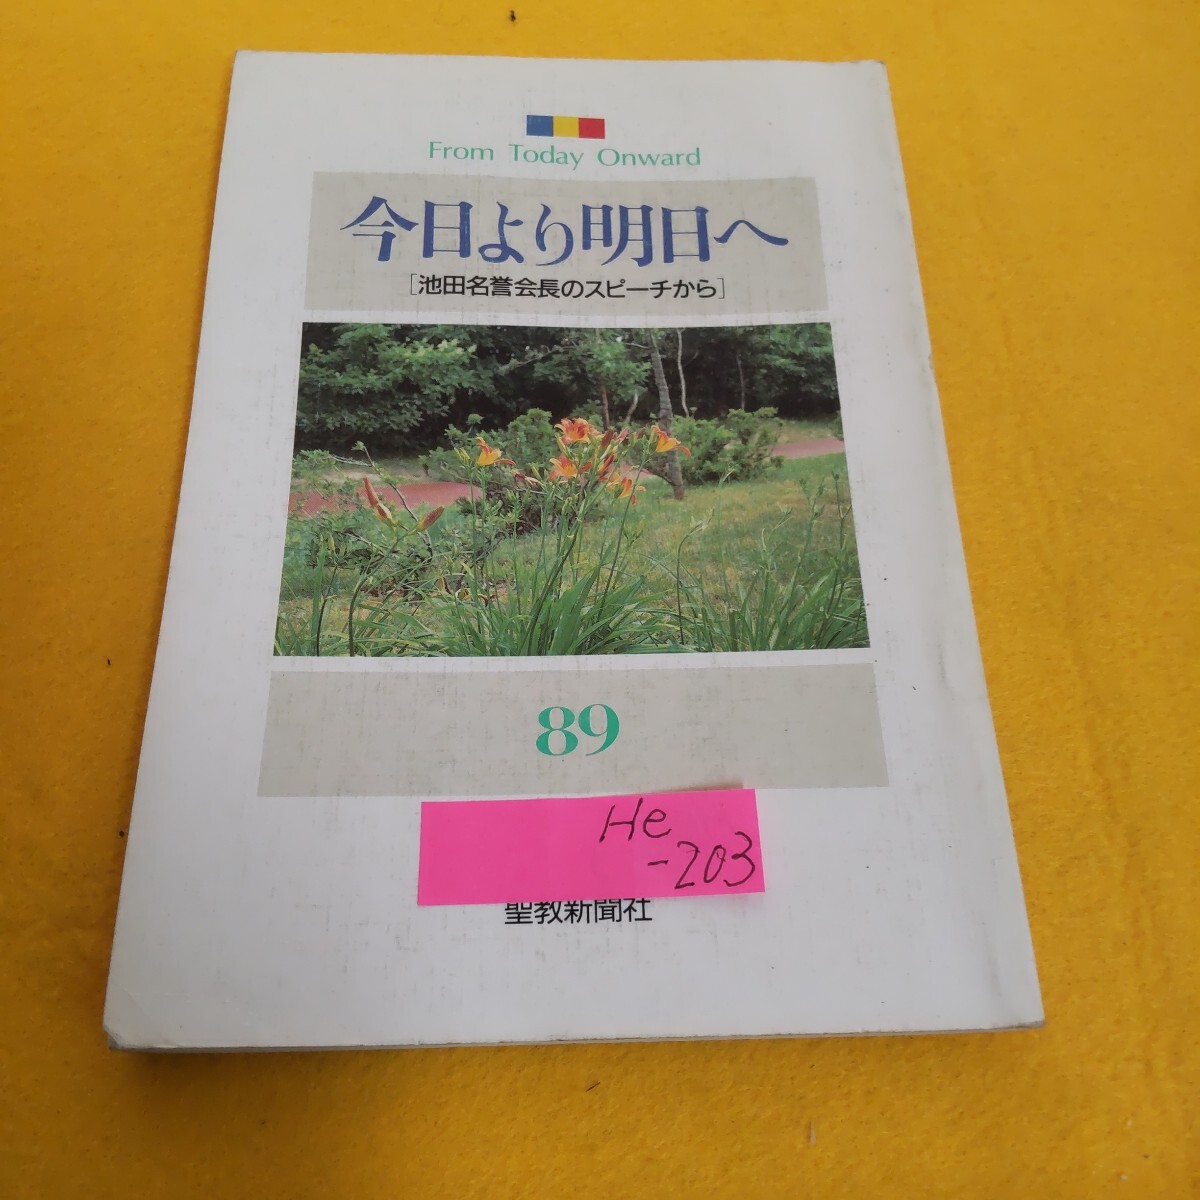 From Today Onward
今日より明日へ
[池田名誉会長のスピーチから]
89
He
-203
聖教新聞社